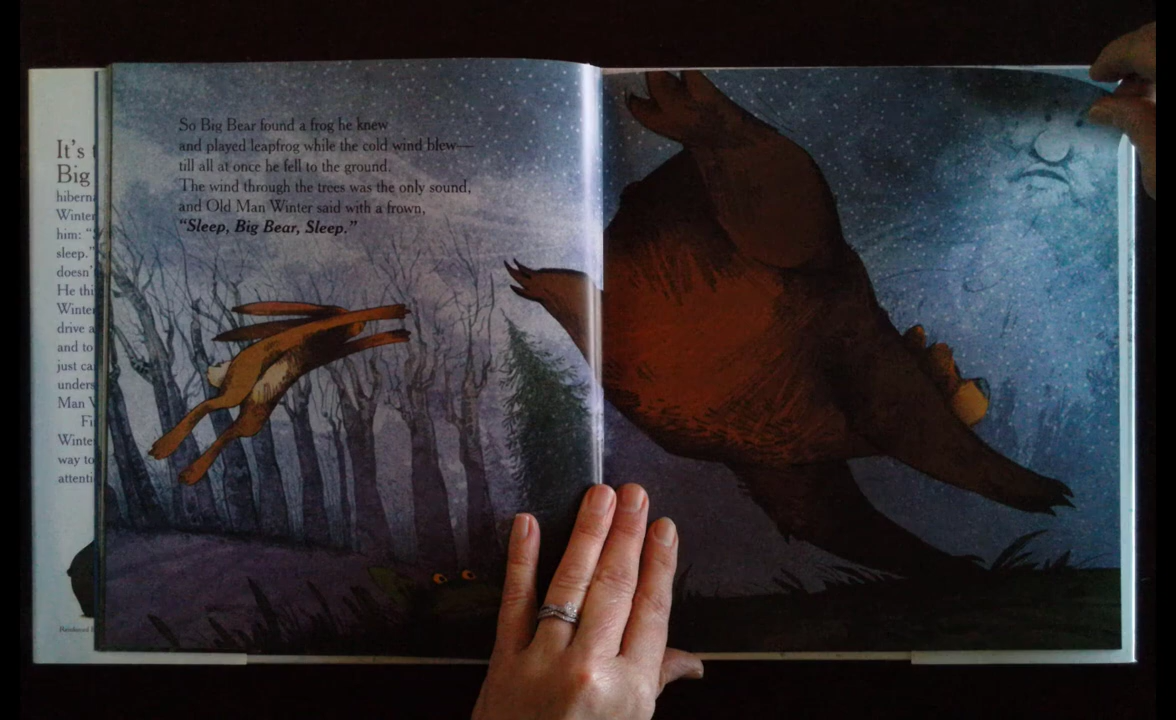 It's
Big
Winter
him:
sleep."
doesn'
He thi
Winter
drive a
and to
just ca
unders
Man
Fi
Winte
way to
attenti
So Big Bear found a frog he knew
and played leapfrog while the cold wind blew—
till all at once he fell to the ground.
The wind through the trees was the only sound,
and Old Man Winter said with a frown,
"Sleep, Big Bear, Sleep."